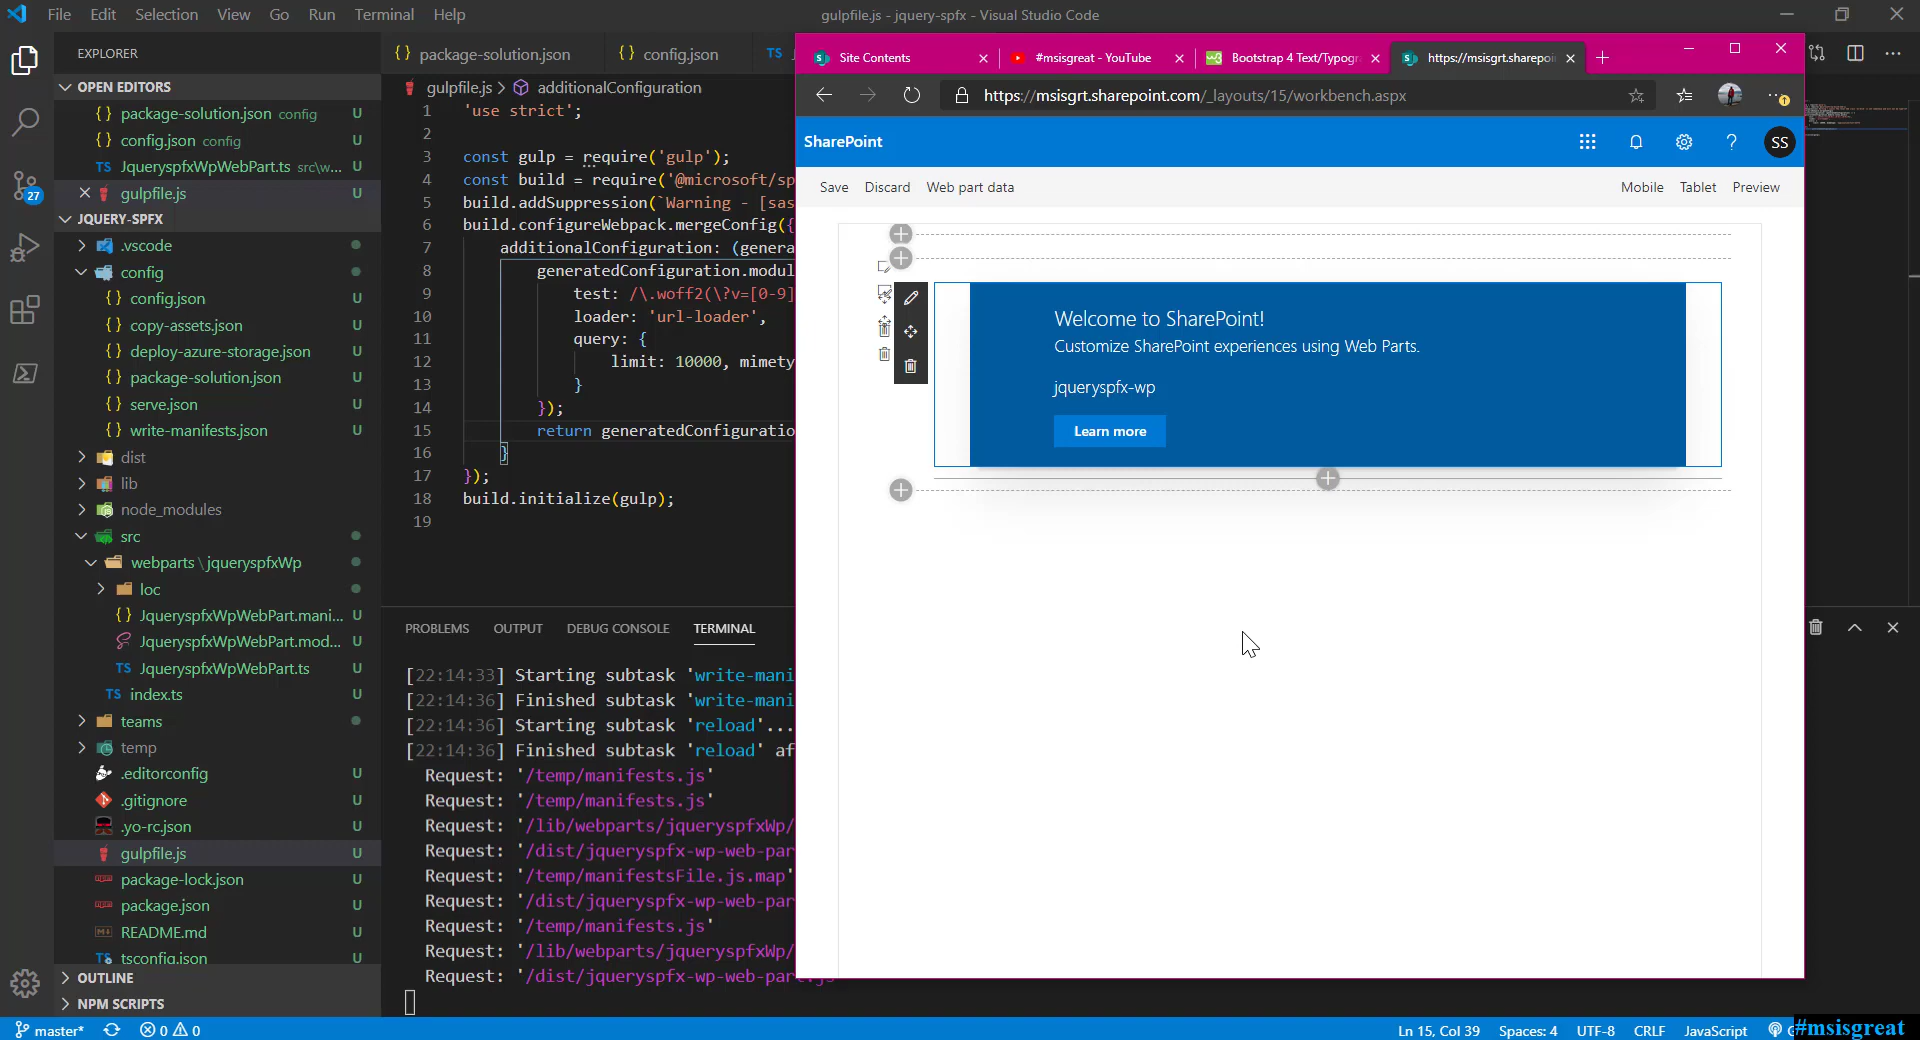 File Edit Selection View Go Run Terminal Help
gulpfile.js - jquery-spfx - Visual Studio Code
EXPLORER
OPEN EDITORS
{} package-solution.json config U
{} config.json config U
TS JqueryspfxWpWebPart.ts src\w... U
gulpfile.js U
JQUERY-SPFX
.vscode
config
{} config.json U
{} copy-assets.json U
{} deploy-azure-storage.json U
{} package-solution.json U
{} serve.json U
{} write-manifests.json U
dist
lib
node_modules
src
webparts\jqueryspfxWp
loc
{} JqueryspfxWpWebPart.mani... U
JqueryspfxWpWebPart.mod... U
TS JqueryspfxWpWebPart.ts U
TS index.ts U
teams
temp
.editorconfig U
.gitignore U
.yo-rc.json U
gulpfile.js U
package-lock.json U
package.json U
README.md U
tsconfig.json U
OUTLINE
NPM SCRIPTS
27
{} package-solution.json {} config.json TS
gulpfile.js > additionalConfiguration
1 'use strict';
2
3 const gulp = require('gulp');
4 const build = require('@microsoft/sp
5 build.addSuppression(`Warning - [sas
6 build.configureWebpack.mergeConfig({
7 additionalConfiguration: (genera
8 generatedConfiguration.modul
9 test: /\.woff2(\?v=[0-9]
10 loader: 'url-loader',
11 query: {
12 limit: 10000, mimety
13 }
14 });
15 return generatedConfiguratio
16 }
17 });
18 build.initialize(gulp);
19
PROBLEMS OUTPUT DEBUG CONSOLE TERMINAL
[22:14:33] Starting subtask 'write-mani
[22:14:36] Finished subtask 'write-mani
[22:14:36] Starting subtask 'reload'...
[22:14:36] Finished subtask 'reload' af
Request: '/temp/manifests.js'
Request: '/temp/manifests.js'
Request: '/lib/webparts/jqueryspfxWp/
Request: '/dist/jqueryspfx-wp-web-par
Request: '/temp/manifestsFile.js.map'
Request: '/dist/jqueryspfx-wp-web-par
Request: '/temp/manifests.js'
Request: '/lib/webparts/jqueryspfxWp/
Request: '/dist/jqueryspfx-wp-web-part.js
Site Contents
#msisgreat - YouTube
Bootstrap 4 Text/Typogr
https://msisgrt.sharepoi
https://msisgrt.sharepoint.com/_layouts/15/workbench.aspx
SharePoint
? SS
Save Discard Web part data
Mobile Tablet Preview
Welcome to SharePoint!
Customize SharePoint experiences using Web Parts.
jqueryspfx-wp
Learn more
master* 0 0
Ln 15, Col 39 Spaces: 4 UTF-8 CRLF JavaScript
#msisgreat